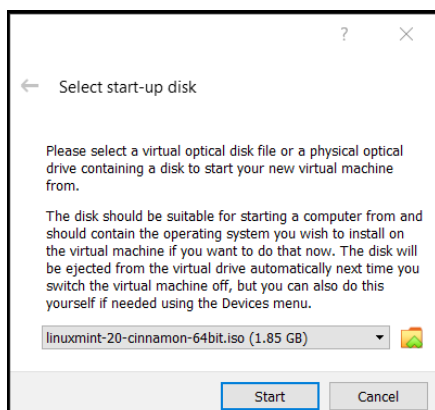 ?
Select start-up disk
Please select a virtual optical disk file or a physical optical
drive containing a disk to start your new virtual machine
from.
The disk should be suitable for starting a computer from and
should contain the operating system you wish to install on
the virtual machine if you want to do that now. The disk will
be ejected from the virtual drive automatically next time you
switch the virtual machine off, but you can also do this
yourself if needed using the Devices menu.
linuxmint-20-cinnamon-64bit.iso (1.85 GB)
Start Cancel